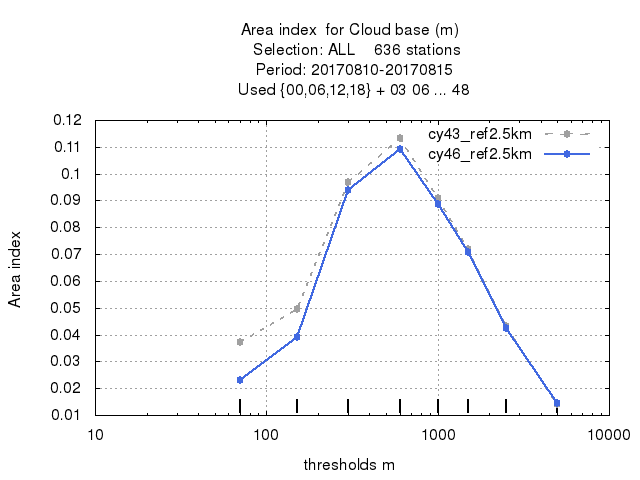 Area index  for Cloud base (m)
Selection: ALL    636 stations
Period: 20170810-20170815
Used {00,06,12,18} + 03 06 ... 48
cy43_ref2.5km
cy46_ref2.5km
0.12
0.11
0.1
0.09
0.08
0.07
0.06
0.05
0.04
0.03
0.02
0.01
Area index
10 100 1000 10000
thresholds m